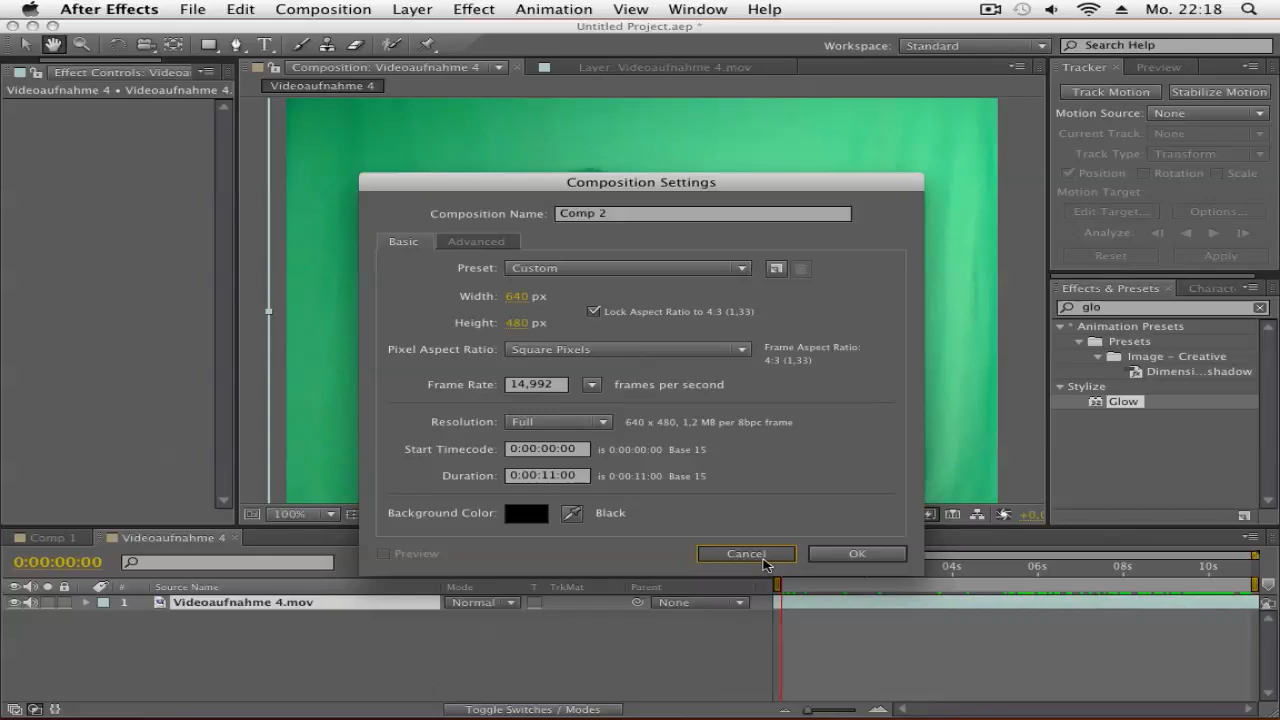 After Effects File Edit Composition Layer Effect Animation View Window Help Mo. 22:18
Untitled Project.aep *
Workspace: Standard Search Help
Effect Controls: Videoa
Composition: Videoaufnahme 4
Layer: Videoaufnahme 4.mov
Tracker Preview
Videoaufnahme 4 • Videoaufnahme 4.
Videoaufnahme 4
Track Motion Stabilize Motion
Motion Source: None
Current Track: None
Track Type: Transform
Position Rotation Scale
Motion Target:
Edit Target... Options...
Analyze:
Reset Apply
Effects & Presets Charact
glo
* Animation Presets
Presets
Image - Creative
Dimensi...shadow
Stylize
Glow
Composition Settings
Composition Name: Comp 2
Basic Advanced
Preset: Custom
Width: 640 px
Lock Aspect Ratio to 4:3 (1,33)
Height: 480 px
Pixel Aspect Ratio: Square Pixels
Frame Aspect Ratio:
4:3 (1,33)
Frame Rate: 14,992 frames per second
Resolution: Full 640 x 480, 1,2 MB per 8bpc frame
Start Timecode: 0:00:00:00 is 0:00:00:00 Base 15
Duration: 0:00:11:00 is 0:00:11:00 Base 15
Background Color: Black
Preview Cancel OK
100% +0,0
Comp 1 Videoaufnahme 4
0:00:00:00 04s 06s 08s 10s
# Source Name Mode T TrkMat Parent
1 Videoaufnahme 4.mov Normal None
Toggle Switches / Modes